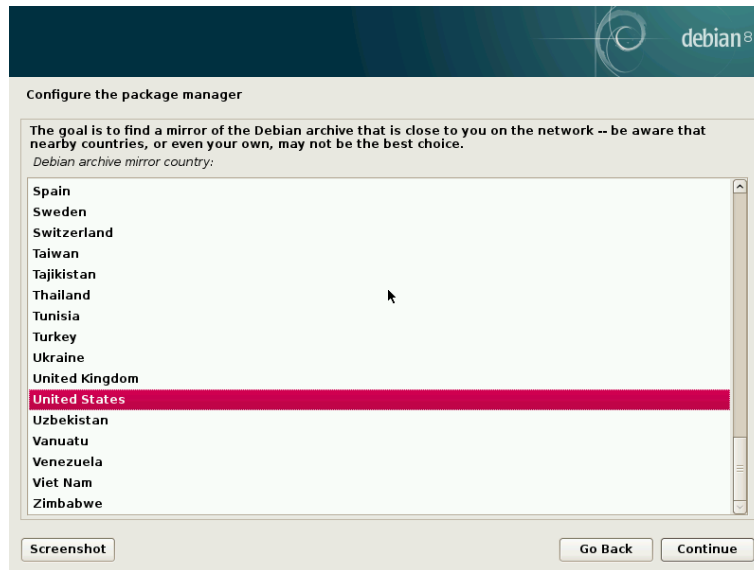 debian 8
Configure the package manager
The goal is to find a mirror of the Debian archive that is close to you on the network -- be aware that
nearby countries, or even your own, may not be the best choice.
Debian archive mirror country:
Spain
Sweden
Switzerland
Taiwan
Tajikistan
Thailand
Tunisia
Turkey
Ukraine
United Kingdom
United States
Uzbekistan
Vanuatu
Venezuela
Viet Nam
Zimbabwe
Screenshot
Go Back
Continue